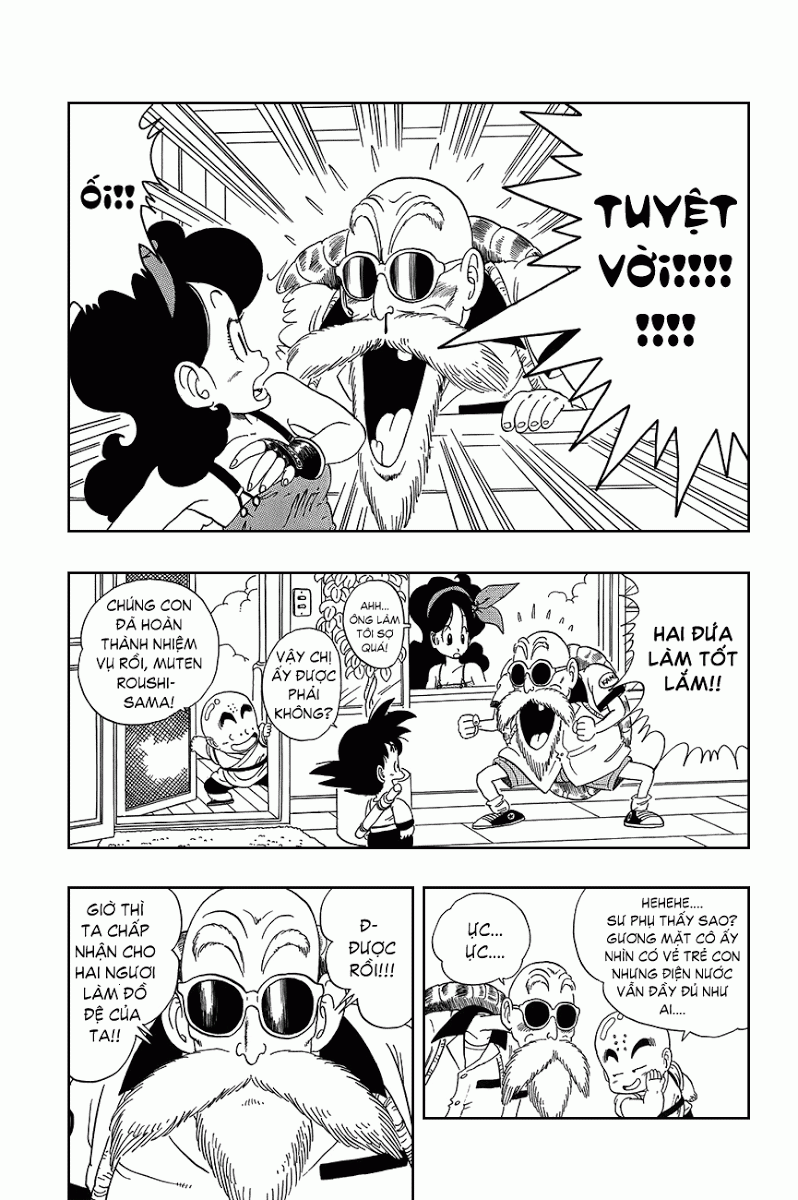 ỐI!!
TUYỆT
VỜI!!!!
!!!!
CHÚNG CON
ĐÃ HOÀN
THÀNH NHIỆM
VỤ RỒI, MUTEN
ROUSHI-
SAMA!
VẬY CHỊ
ẤY ĐƯỢC
PHẢI
KHÔNG?
AHH...
ÔNG LÀM
TÔI SỢ
QUÁ!
HAI ĐỨA
LÀM TỐT
LẮM!!
GIỜ THÌ
TA CHẤP
NHẬN CHO
HAI NGƯƠI
LÀM ĐỒ
ĐỆ CỦA
TA!!
Đ-
ĐƯỢC
RỒI!!!
ỰC...
ỰC....
HEHEHE....
SƯ PHỤ THẤY SAO?
GƯƠNG MẶT CÔ ẤY
NHÌN CÓ VẺ TRẺ CON
NHƯNG ĐIỆN NƯỚC
VẪN ĐẦY ĐỦ NHƯ
AI....